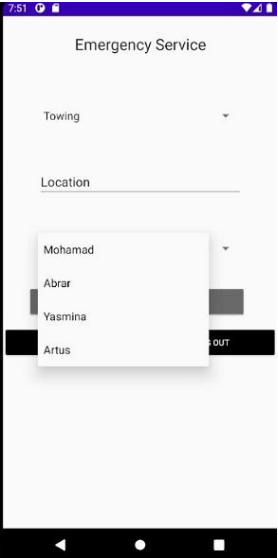 7:51
Emergency Service
Towing
Location
Mohamad
Abrar
Yasmina
Artus
OUT